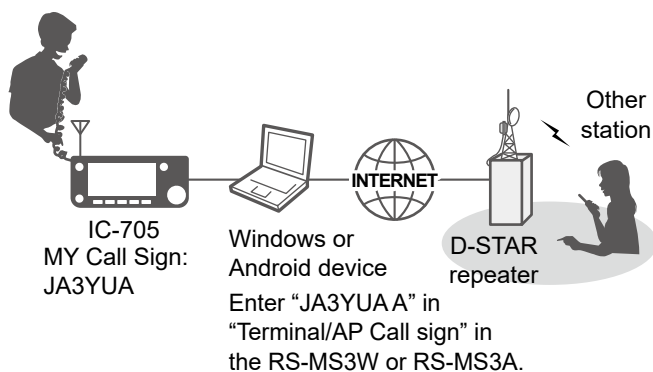 Other
station
INTERNET
IC-705
MY Call Sign:
JA3YUA
Windows or
Android device
Enter “JA3YUA A” in
“Terminal/AP Call sign” in
the RS-MS3W or RS-MS3A.
D-STAR
repeater